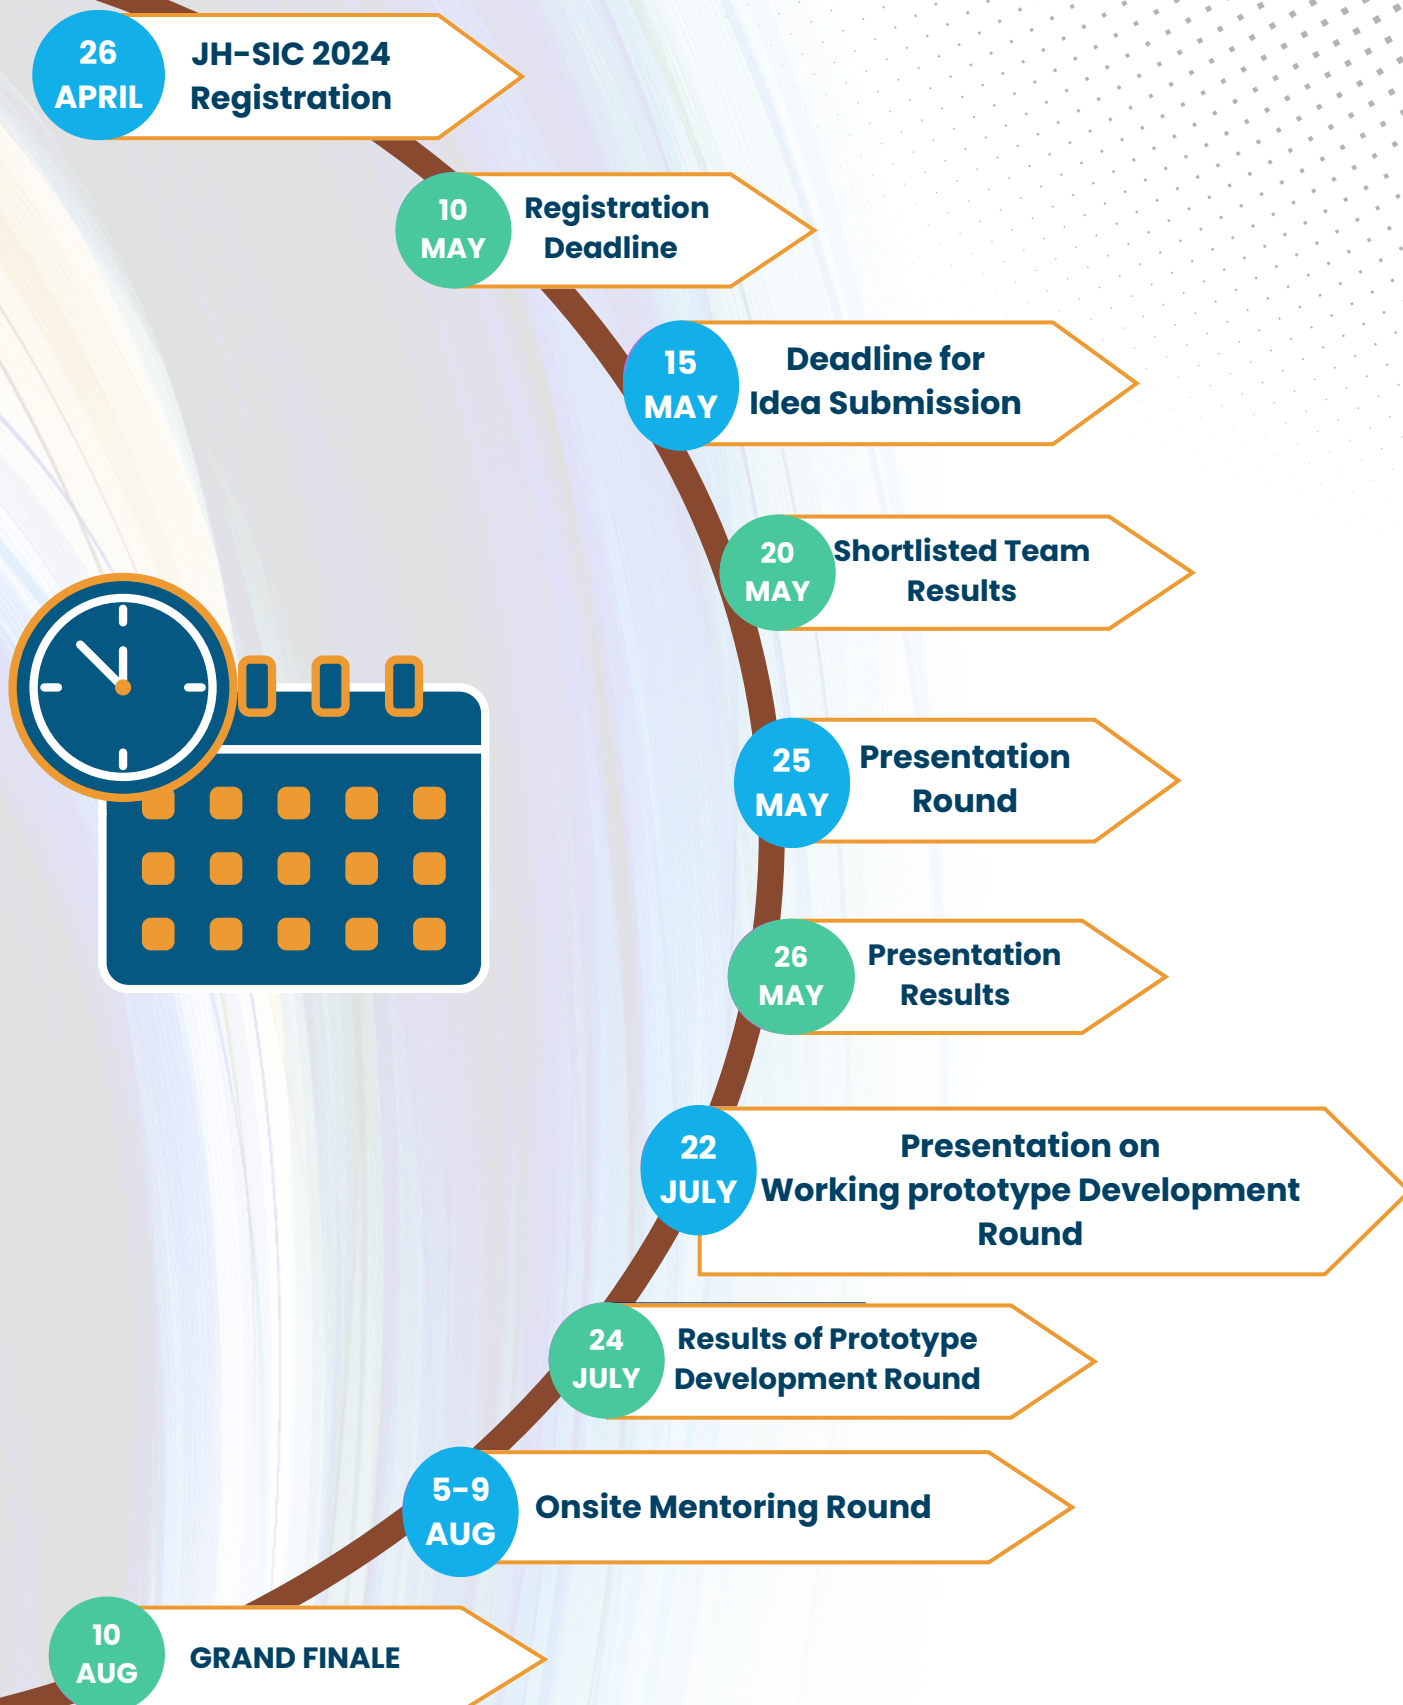 26
APRIL
JH-SIC 2024
Registration
10
MAY
Registration
Deadline
15
MAY
Deadline for
Idea Submission
20
MAY
Shortlisted Team
Results
25
MAY
Presentation
Round
26
MAY
Presentation
Results
22
JULY
Presentation on
Working prototype Development
Round
24
JULY
Results of Prototype
Development Round
5-9
AUG
Onsite Mentoring Round
10
AUG
GRAND FINALE